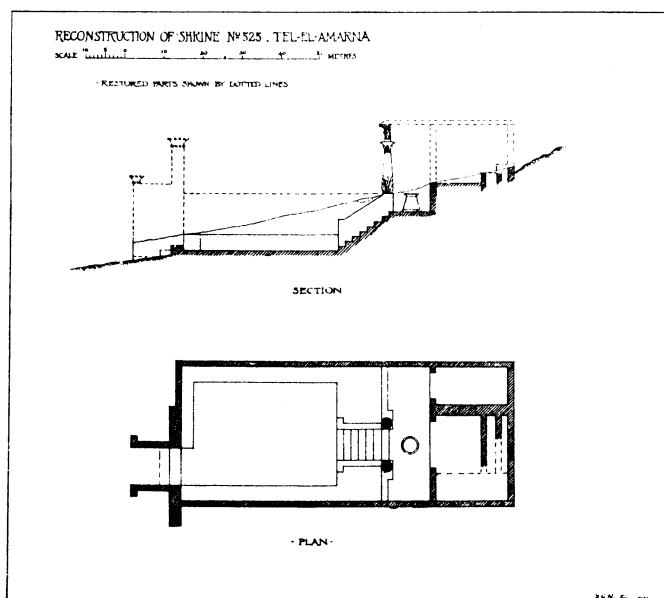 RECONSTRUCTION OF SHRINE Nº 525 . TEL-EL-AMARNA
SCALE 10 5 0 10 20 30 40 METRES
· RESTORED PARTS SHOWN BY DOTTED LINES
SECTION
· PLAN ·